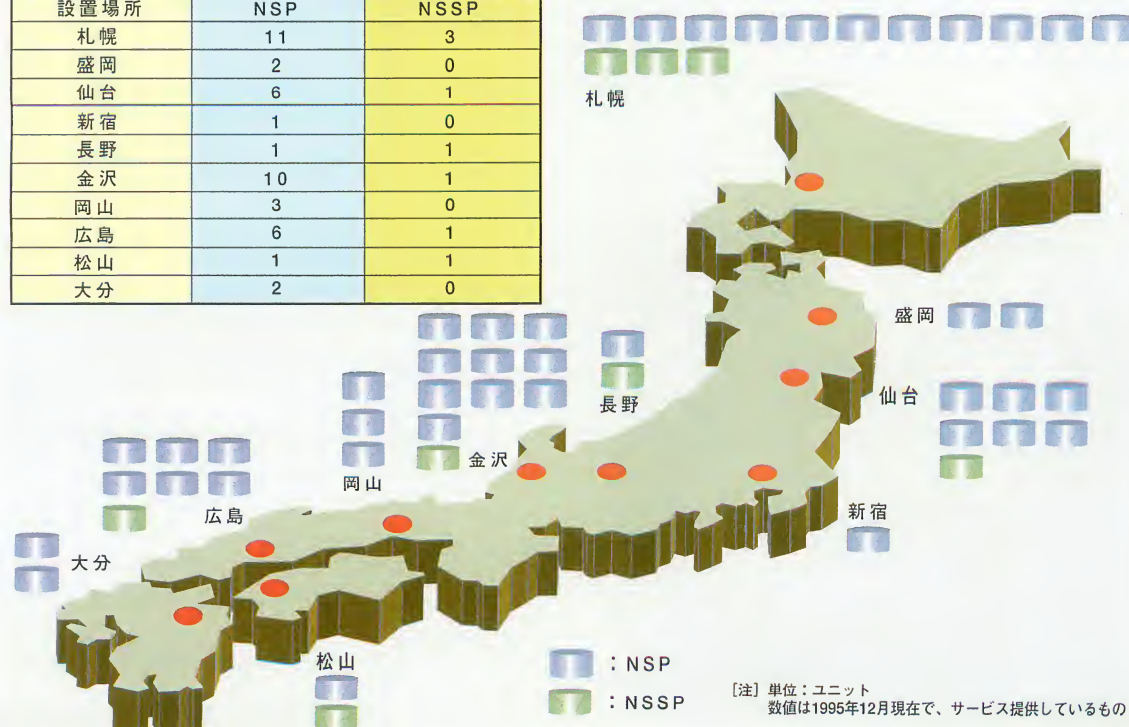 設置場所 NSP NSSP
札幌 11 3
盛岡 2 0
仙台 6 1
新宿 1 0
長野 1 1
金沢 10 1
岡山 3 0
広島 6 1
松山 1 1
大分 2 0
札幌
盛岡
仙台
長野
金沢
岡山
広島
新宿
大分
松山
：NSP
：NSSP
［注］単位：ユニット
数値は1995年12月現在で、サービス提供しているもの